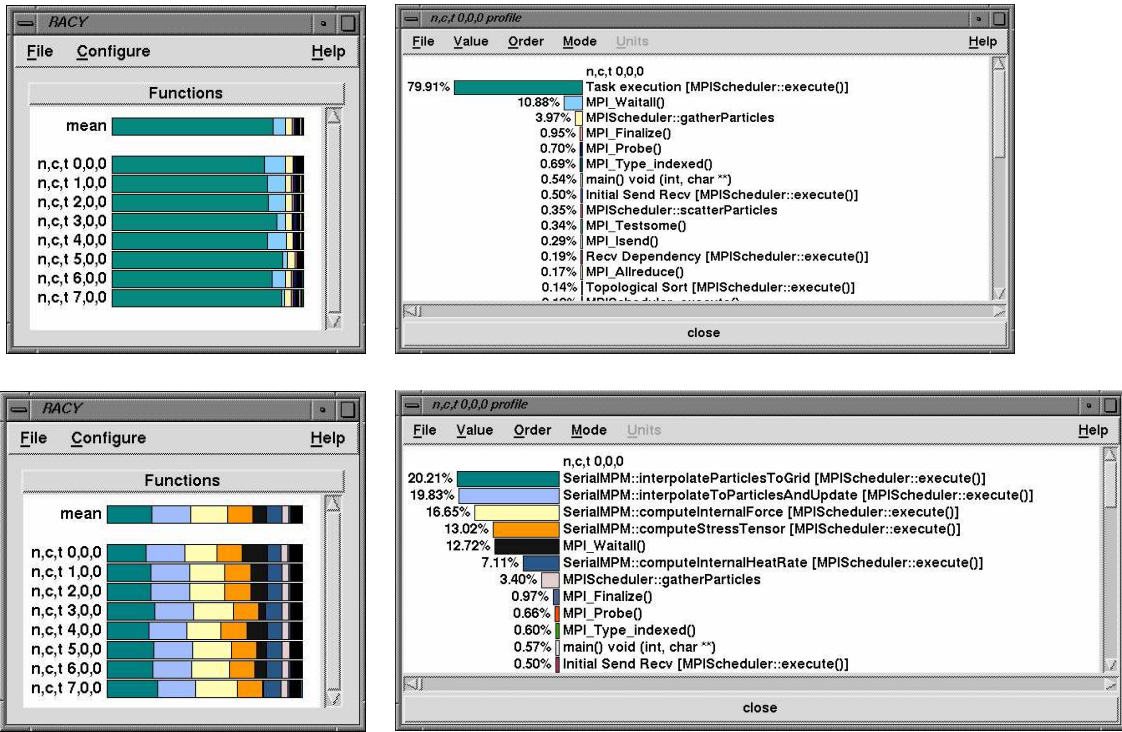 RACY
File Configure Help
Functions
mean
n,c,t 0,0,0
n,c,t 1,0,0
n,c,t 2,0,0
n,c,t 3,0,0
n,c,t 4,0,0
n,c,t 5,0,0
n,c,t 6,0,0
n,c,t 7,0,0
n,c,t 0,0,0 profile
File Value Order Mode Units Help
n,c,t 0,0,0
79.91% Task execution [MPIScheduler::execute()]
10.88% MPI_Waitall()
3.97% MPIScheduler::gatherParticles
0.95% MPI_Finalize()
0.70% MPI_Probe()
0.69% MPI_Type_indexed()
0.54% main() void (int, char **)
0.50% Initial Send Recv [MPIScheduler::execute()]
0.35% MPIScheduler::scatterParticles
0.34% MPI_Testsome()
0.29% MPI_Isend()
0.19% Recv Dependency [MPIScheduler::execute()]
0.17% MPI_Allreduce()
0.14% Topological Sort [MPIScheduler::execute()]
close
RACY
File Configure Help
Functions
mean
n,c,t 0,0,0
n,c,t 1,0,0
n,c,t 2,0,0
n,c,t 3,0,0
n,c,t 4,0,0
n,c,t 5,0,0
n,c,t 6,0,0
n,c,t 7,0,0
n,c,t 0,0,0 profile
File Value Order Mode Units Help
n,c,t 0,0,0
20.21% SerialMPM::interpolateParticlesToGrid [MPIScheduler::execute()]
19.83% SerialMPM::interpolateToParticlesAndUpdate [MPIScheduler::execute()]
16.65% SerialMPM::computeInternalForce [MPIScheduler::execute()]
13.02% SerialMPM::computeStressTensor [MPIScheduler::execute()]
12.72% MPI_Waitall()
7.11% SerialMPM::computeInternalHeatRate [MPIScheduler::execute()]
3.40% MPIScheduler::gatherParticles
0.97% MPI_Finalize()
0.66% MPI_Probe()
0.60% MPI_Type_indexed()
0.57% main() void (int, char **)
0.50% Initial Send Recv [MPIScheduler::execute()]
close